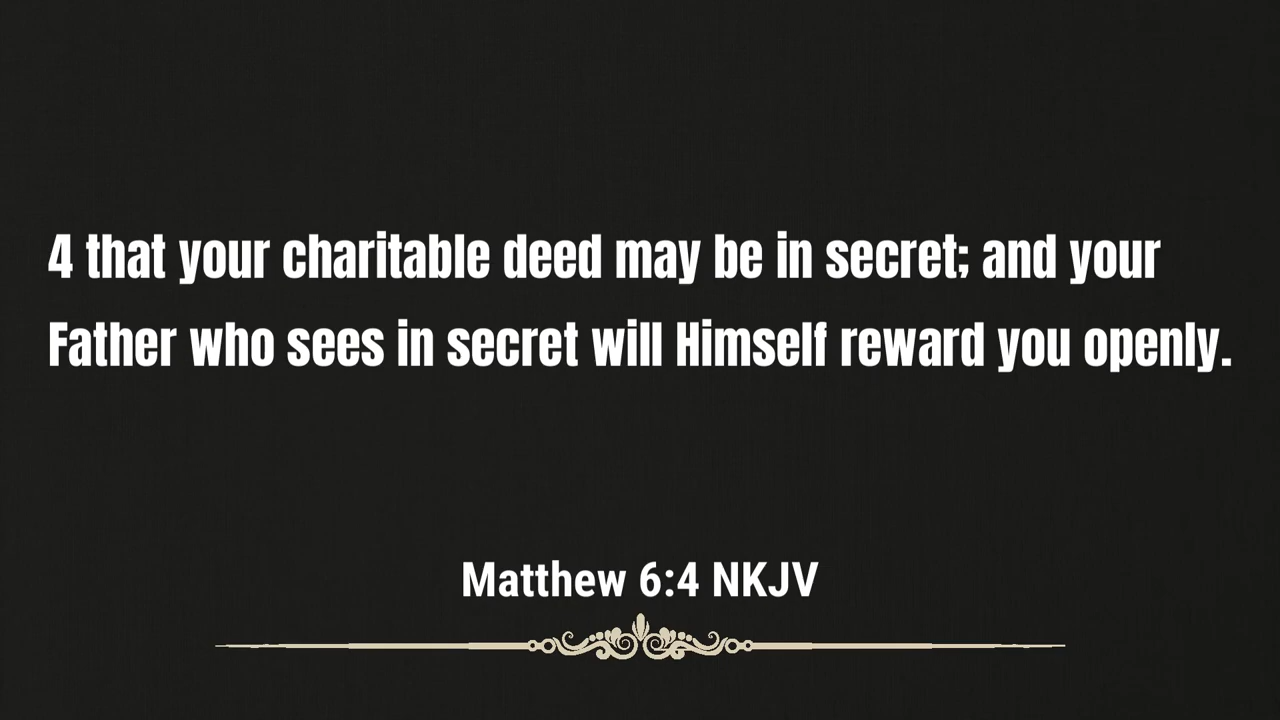 4 that your charitable deed may be in secret; and your
Father who sees in secret will Himself reward you openly.
Matthew 6:4 NKJV